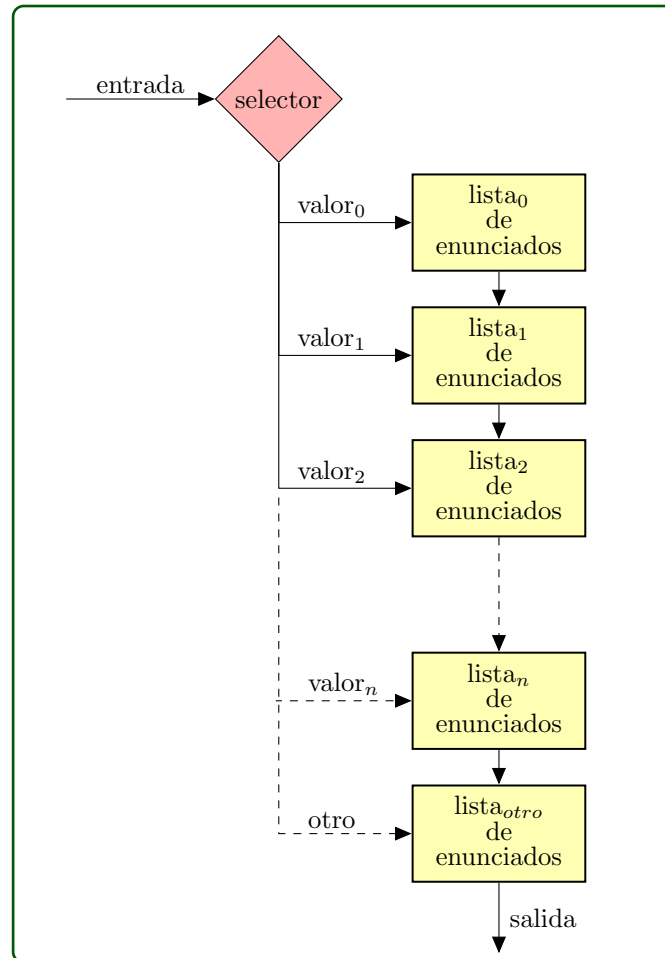 entrada
selector
valor₀
lista₀
de
enunciados
valor₁
lista₁
de
enunciados
valor₂
lista₂
de
enunciados
valorₙ
listaₙ
de
enunciados
otro
lista_otro
de
enunciados
salida